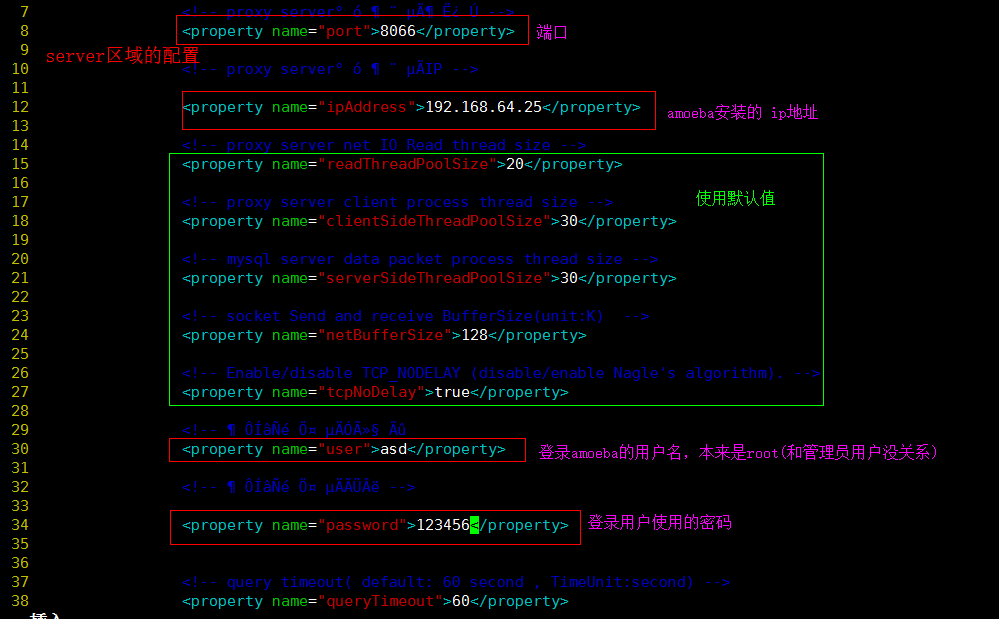 7 <!-- proxy server° ó ¶ ¨ µÄ¶ Ë¿ Ú -->
8 <property name="port">8066</property> 端口
9
server区域的配置
10 <!-- proxy server° ó ¶ ¨ µÄIP -->
11
12 <property name="ipAddress">192.168.64.25</property> amoeba安装的 ip地址
13
14 <!-- proxy server net IO Read thread size -->
15 <property name="readThreadPoolSize">20</property>
16
17 <!-- proxy server client process thread size --> 使用默认值
18 <property name="clientSideThreadPoolSize">30</property>
19
20 <!-- mysql server data packet process thread size -->
21 <property name="serverSideThreadPoolSize">30</property>
22
23 <!-- socket Send and receive BufferSize(unit:K) -->
24 <property name="netBufferSize">128</property>
25
26 <!-- Enable/disable TCP_NODELAY (disable/enable Nagle's algorithm). -->
27 <property name="tcpNoDelay">true</property>
28
29 <!-- ¶ ÔÍâÑé Ö¤ µÄÓÃ»§ Ãû
30 <property name="user">asd</property> 登录amoeba的用户名，本来是root(和管理员用户没关系)
31
32 <!-- ¶ ÔÍâÑé Ö¤ µÄÃÜÂë -->
33
34 <property name="password">123456</property> 登录用户使用的密码
35
36
37 <!-- query timeout( default: 60 second , TimeUnit:second) -->
38 <property name="queryTimeout">60</property>